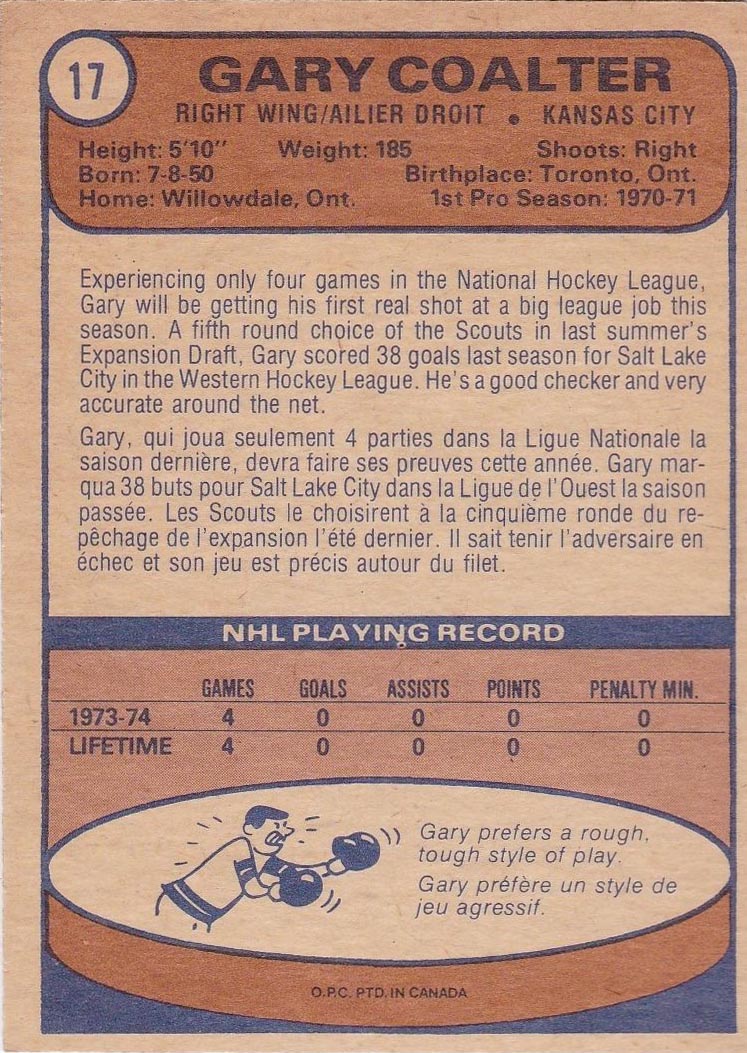 17
GARY COALTER
RIGHT WING/AILIER DROIT • KANSAS CITY
Height: 5'10" Weight: 185 Shoots: Right
Born: 7-8-50 Birthplace: Toronto, Ont.
Home: Willowdale, Ont. 1st Pro Season: 1970-71
Experiencing only four games in the National Hockey League,
Gary will be getting his first real shot at a big league job this
season. A fifth round choice of the Scouts in last summer's
Expansion Draft, Gary scored 38 goals last season for Salt Lake
City in the Western Hockey League. He's a good checker and very
accurate around the net.
Gary, qui joua seulement 4 parties dans la Ligue Nationale la
saison dernière, devra faire ses preuves cette année. Gary mar-
qua 38 buts pour Salt Lake City dans la Ligue de l'Ouest la saison
passée. Les Scouts le choisirent à la cinquième ronde du re-
pêchage de l'expansion l'été dernier. Il sait tenir l'adversaire en
échec et son jeu est précis autour du filet.
NHL PLAYING RECORD
GAMES GOALS ASSISTS POINTS PENALTY MIN.
1973-74 4 0 0 0 0
LIFETIME 4 0 0 0 0
Gary prefers a rough,
tough style of play.
Gary préfère un style de
jeu agressif.
O.P.C. PTD. IN CANADA